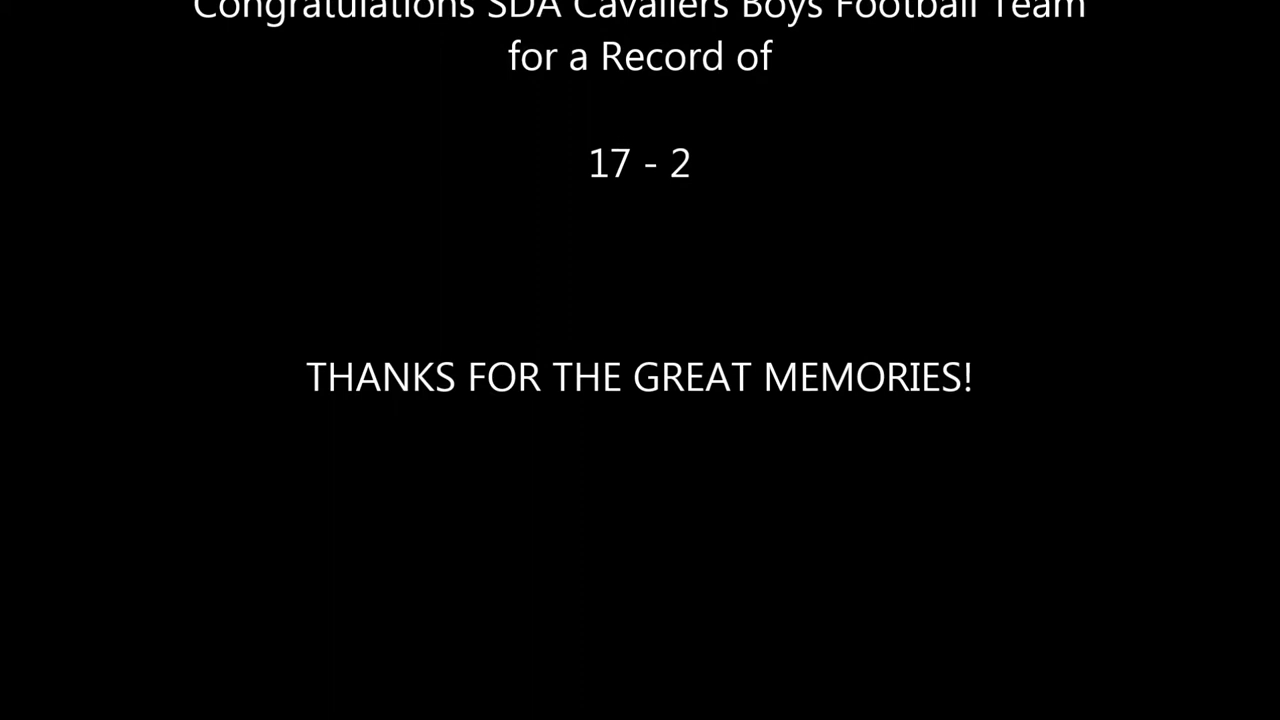 Congratulations SDA Cavaliers Boys Football Team
for a Record of
17 - 2
THANKS FOR THE GREAT MEMORIES!